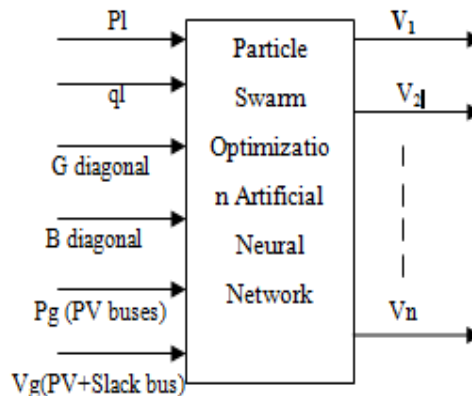 Pl
ql
G diagonal
B diagonal
Pg (PV buses)
Vg(PV+Slack bus)
Particle
Swarm
Optimizatio
n Artificial
Neural
Network
V1
V2
Vn